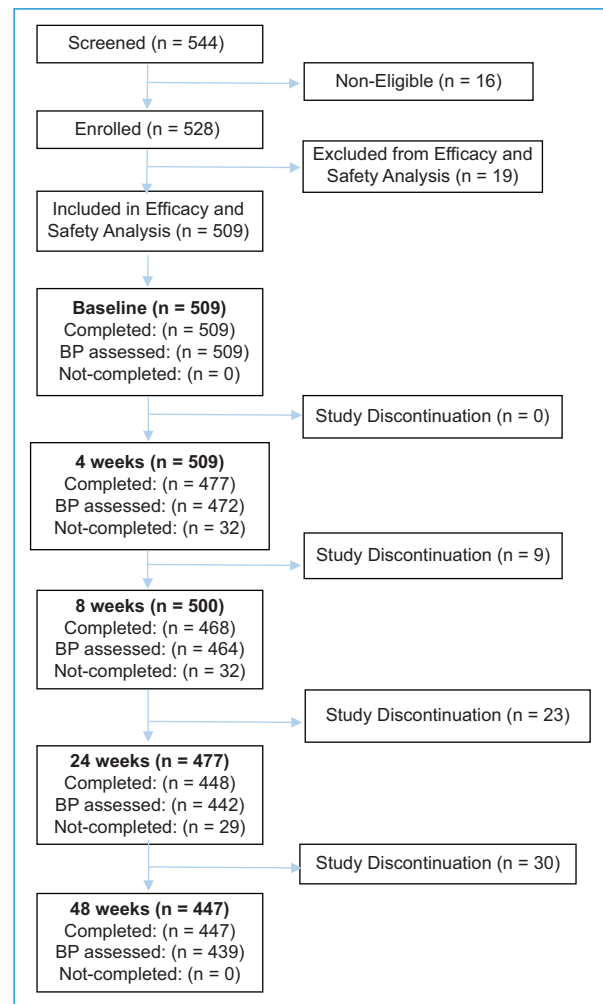 Screened (n = 544)
Non-Eligible (n = 16)
Enrolled (n = 528)
Excluded from Efficacy and
Safety Analysis (n = 19)
Included in Efficacy and
Safety Analysis (n = 509)
Baseline (n = 509)
Completed: (n = 509)
BP assessed: (n = 509)
Not-completed: (n = 0)
Study Discontinuation (n = 0)
4 weeks (n = 509)
Completed: (n = 477)
BP assessed: (n = 472)
Not-completed: (n = 32)
Study Discontinuation (n = 9)
8 weeks (n = 500)
Completed: (n = 468)
BP assessed: (n = 464)
Not-completed: (n = 32)
Study Discontinuation (n = 23)
24 weeks (n = 477)
Completed: (n = 448)
BP assessed: (n = 442)
Not-completed: (n = 29)
Study Discontinuation (n = 30)
48 weeks (n = 447)
Completed: (n = 447)
BP assessed: (n = 439)
Not-completed: (n = 0)